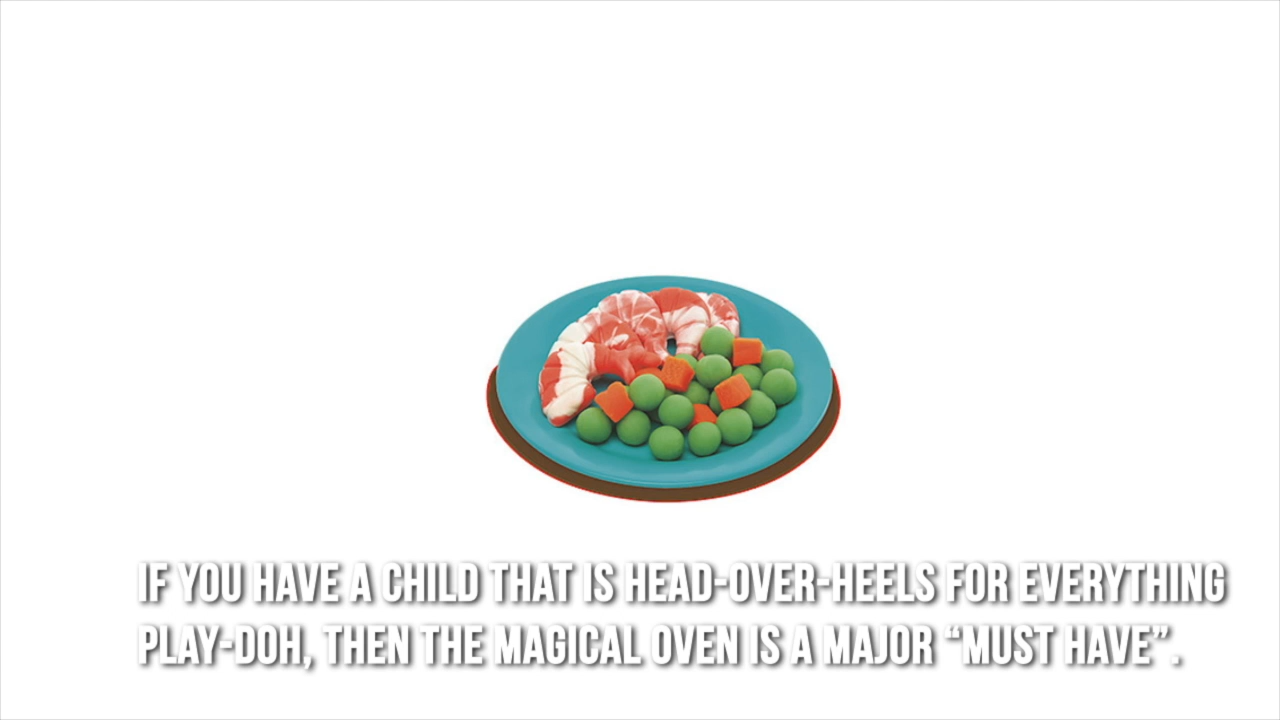 IF YOU HAVE A CHILD THAT IS HEAD-OVER-HEELS FOR EVERYTHING
PLAY-DOH, THEN THE MAGICAL OVEN IS A MAJOR “MUST HAVE”.